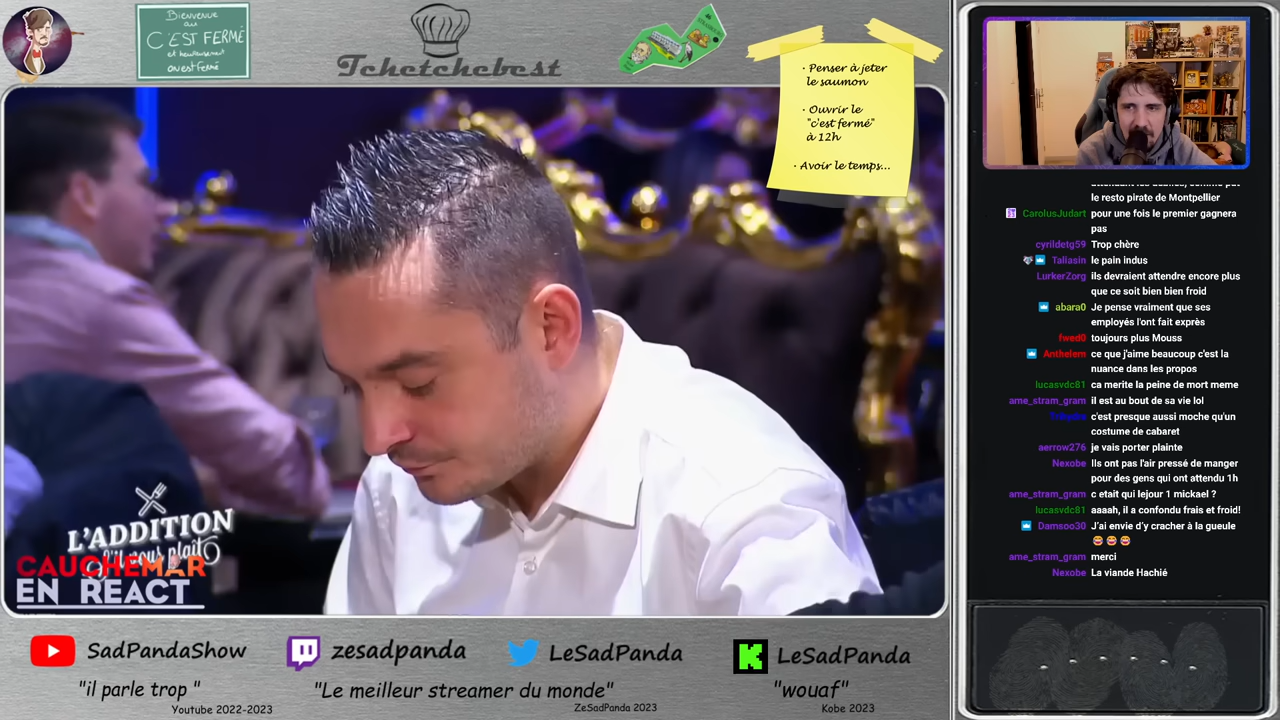 Bienvenue
au
C'EST FERMÉ
et heureusement
on est fermé
Tchetchebest
· Penser à jeter
le saumon
· Ouvrir le
"c'est fermé"
à 12h
· Avoir le temps...
L'ADDITION
s'il vous plaît
CAUCHEMAR
EN REACT
le resto pirate de Montpellier
CarolusJudart pour une fois le premier gagnera
pas
cyrildetg59 Trop chère
Taliasin le pain indus
LurkerZorg ils devraient attendre encore plus
que ce soit bien bien froid
abara0 Je pense vraiment que ses
employés l'ont fait exprès
fwed0 toujours plus Mouss
Anthelem ce que j'aime beaucoup c'est la
nuance dans les propos
lucasvdc81 ca merite la peine de mort meme
ame_stram_gram il est au bout de sa vie lol
c'est presque aussi moche qu'un
costume de cabaret
aerrow276 je vais porter plainte
Nexobe Ils ont pas l'air pressé de manger
pour des gens qui ont attendu 1h
ame_stram_gram c etait qui lejour 1 mickael ?
lucasvdc81 aaaah, il a confondu frais et froid!
Damsoo30 J'ai envie d'y cracher à la gueule
😂 😂 😂
ame_stram_gram merci
Nexobe La viande Hachié
SadPandaShow
zesadpanda
LeSadPanda
LeSadPanda
"il parle trop "
Youtube 2022-2023
"Le meilleur streamer du monde"
ZeSadPanda 2023
"wouaf"
Kobe 2023